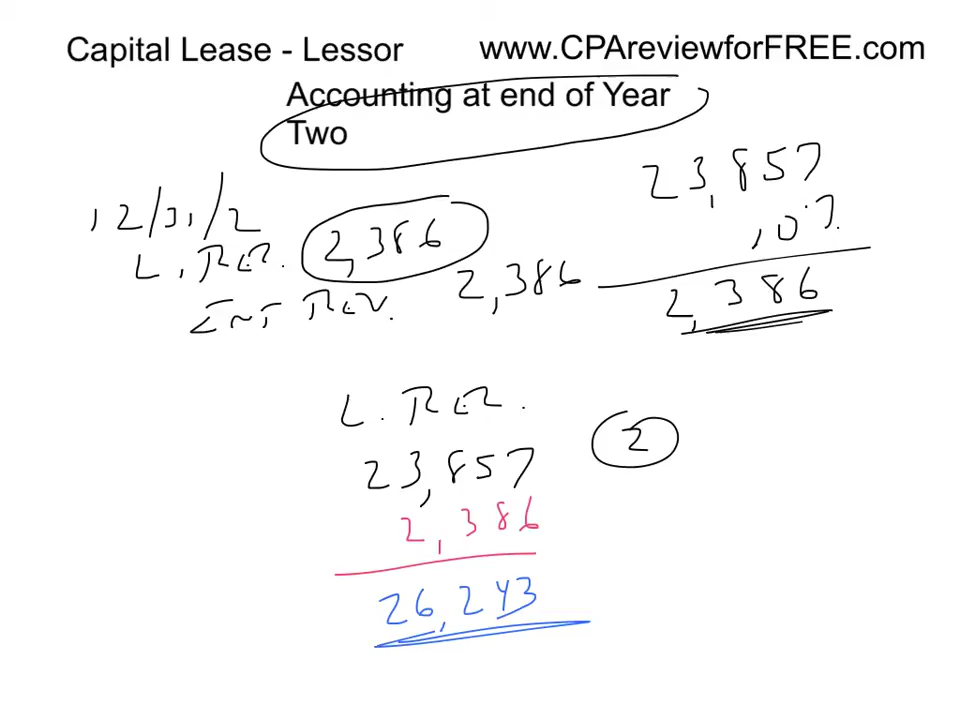 Capital Lease - Lessor
www.CPAreviewforFREE.com
Accounting at end of Year
Two
23,857
,10%
2,386
12/31/2
L. REC. 2,386
INT REV. 2,386
L. REC.
23,857
2
2,386
26,243